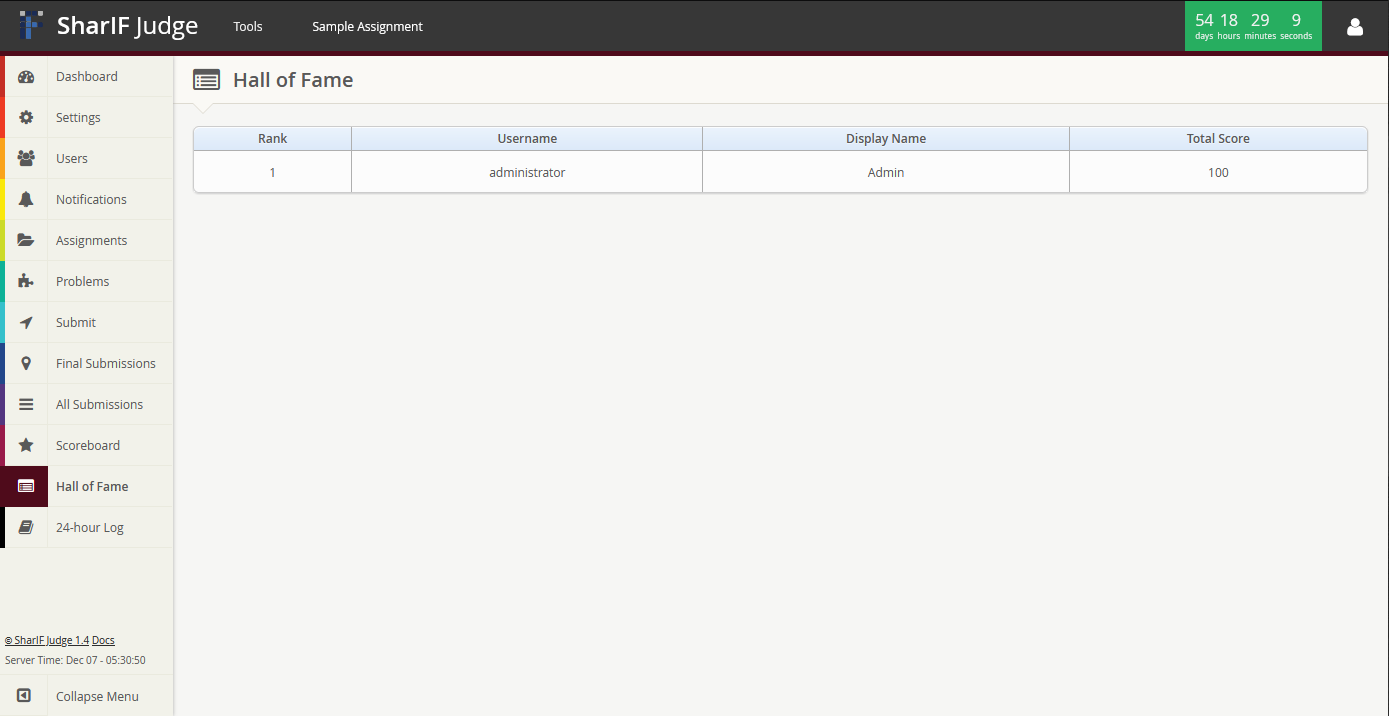 SharIF Judge Tools Sample Assignment 54 18 29 9
days hours minutes seconds
Dashboard
Settings
Users
Notifications
Assignments
Problems
Submit
Final Submissions
All Submissions
Scoreboard
Hall of Fame
24-hour Log
© SharIF Judge 1.4 Docs
Server Time: Dec 07 - 05:30:50
Collapse Menu
Hall of Fame
Rank Username Display Name Total Score
1 administrator Admin 100